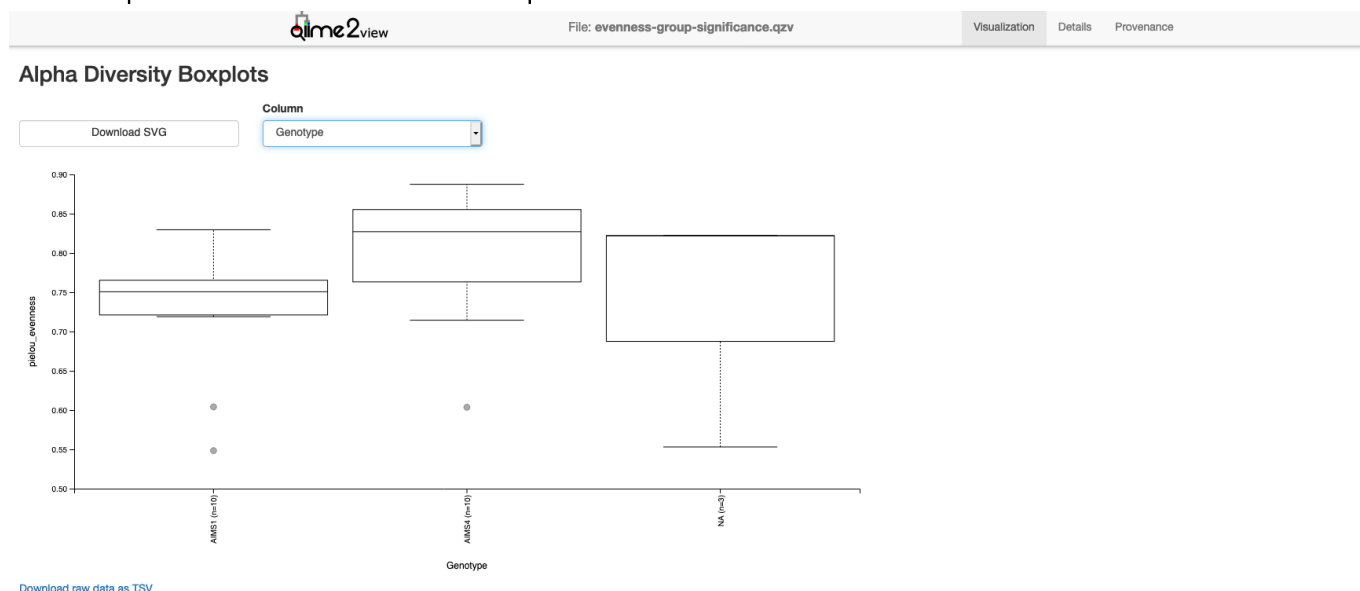 qiime2view
File: evenness-group-significance.qzv
Visualization Details Provenance
Alpha Diversity Boxplots
Column
Download SVG
Genotype
0.90
0.85
0.80
0.75
0.70
0.65
0.60
0.55
0.50
pielou_evenness
AIMS1 (n=10)
AIMS4 (n=10)
NA (n=3)
Genotype
Download raw data as TSV